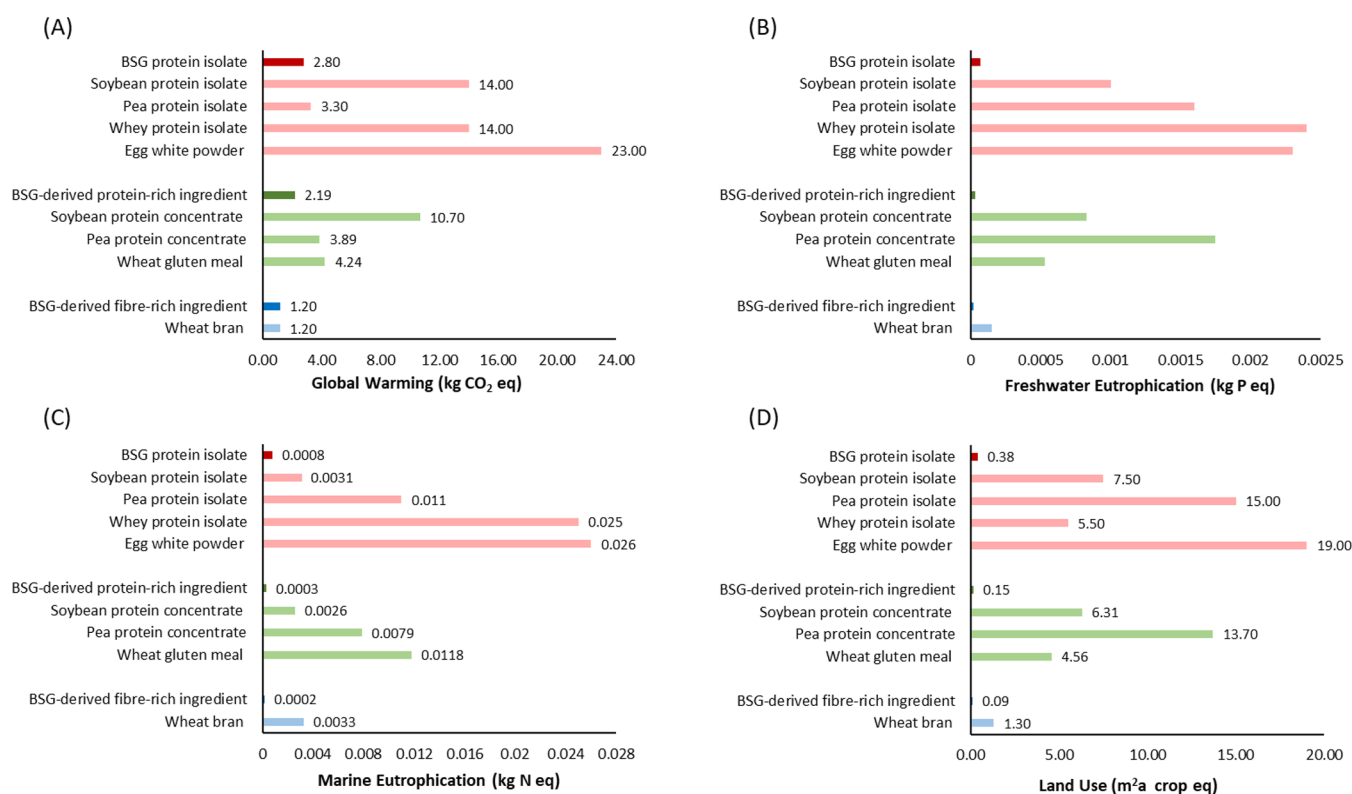 (A)
BSG protein isolate 2.80
Soybean protein isolate 14.00
Pea protein isolate 3.30
Whey protein isolate 14.00
Egg white powder 23.00
BSG-derived protein-rich ingredient 2.19
Soybean protein concentrate 10.70
Pea protein concentrate 3.89
Wheat gluten meal 4.24
BSG-derived fibre-rich ingredient 1.20
Wheat bran 1.20
0.00 4.00 8.00 12.00 16.00 20.00 24.00
Global Warming (kg CO₂ eq)
(B)
BSG protein isolate
Soybean protein isolate
Pea protein isolate
Whey protein isolate
Egg white powder
BSG-derived protein-rich ingredient
Soybean protein concentrate
Pea protein concentrate
Wheat gluten meal
BSG-derived fibre-rich ingredient
Wheat bran
0 0.0005 0.001 0.0015 0.002 0.0025
Freshwater Eutrophication (kg P eq)
(C)
BSG protein isolate 0.0008
Soybean protein isolate 0.0031
Pea protein isolate 0.011
Whey protein isolate 0.025
Egg white powder 0.026
BSG-derived protein-rich ingredient 0.0003
Soybean protein concentrate 0.0026
Pea protein concentrate 0.0079
Wheat gluten meal 0.0118
BSG-derived fibre-rich ingredient 0.0002
Wheat bran 0.0033
0 0.004 0.008 0.012 0.016 0.02 0.024 0.028
Marine Eutrophication (kg N eq)
(D)
BSG protein isolate 0.38
Soybean protein isolate 7.50
Pea protein isolate 15.00
Whey protein isolate 5.50
Egg white powder 19.00
BSG-derived protein-rich ingredient 0.15
Soybean protein concentrate 6.31
Pea protein concentrate 13.70
Wheat gluten meal 4.56
BSG-derived fibre-rich ingredient 0.09
Wheat bran 1.30
0.00 5.00 10.00 15.00 20.00
Land Use (m²a crop eq)